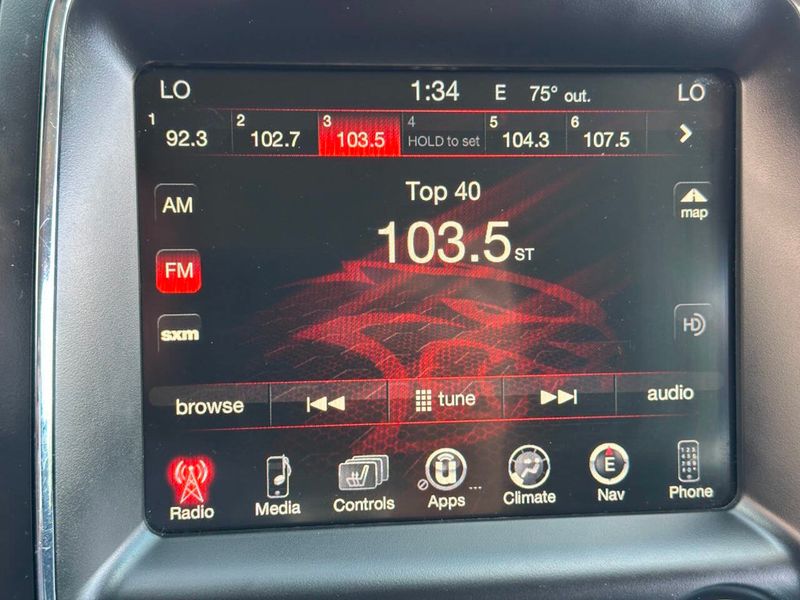 LO 1:34 E 75° out. LO
1 92.3 2 102.7 3 103.5 4 HOLD to set 5 104.3 6 107.5
Top 40
AM
map
103.5 ST
FM
sxm
HD
browse tune audio
E
Radio Media Controls Apps ... Climate Nav Phone